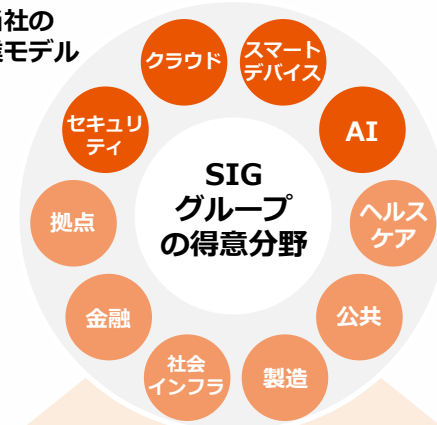 社の
業モデル
クラウド
スマート
デバイス
セキュリ
ティ
AI
SIG
グループ
の得意分野
拠点
ヘルス
ケア
金融
公共
社会
インフラ
製造